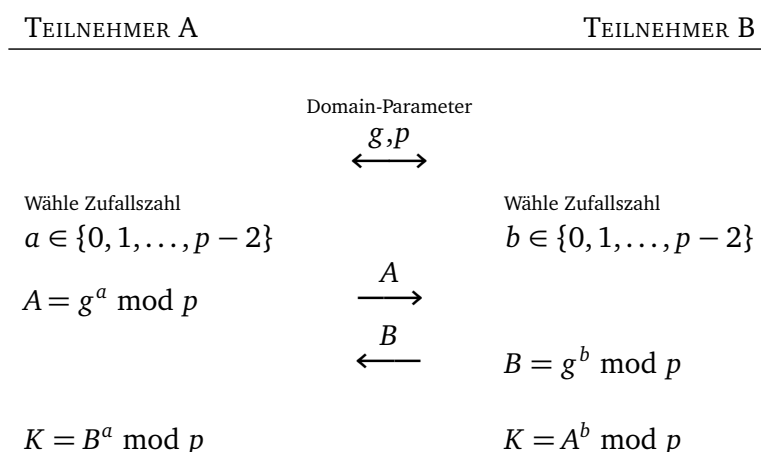 TEILNEHMER A TEILNEHMER B
Domain-Parameter
g,p
Wähle Zufallszahl Wähle Zufallszahl
a ∈ {0, 1, . . . , p − 2} b ∈ {0, 1, . . . , p − 2}
A
A = g^a mod p
B
B = g^b mod p
K = B^a mod p K = A^b mod p